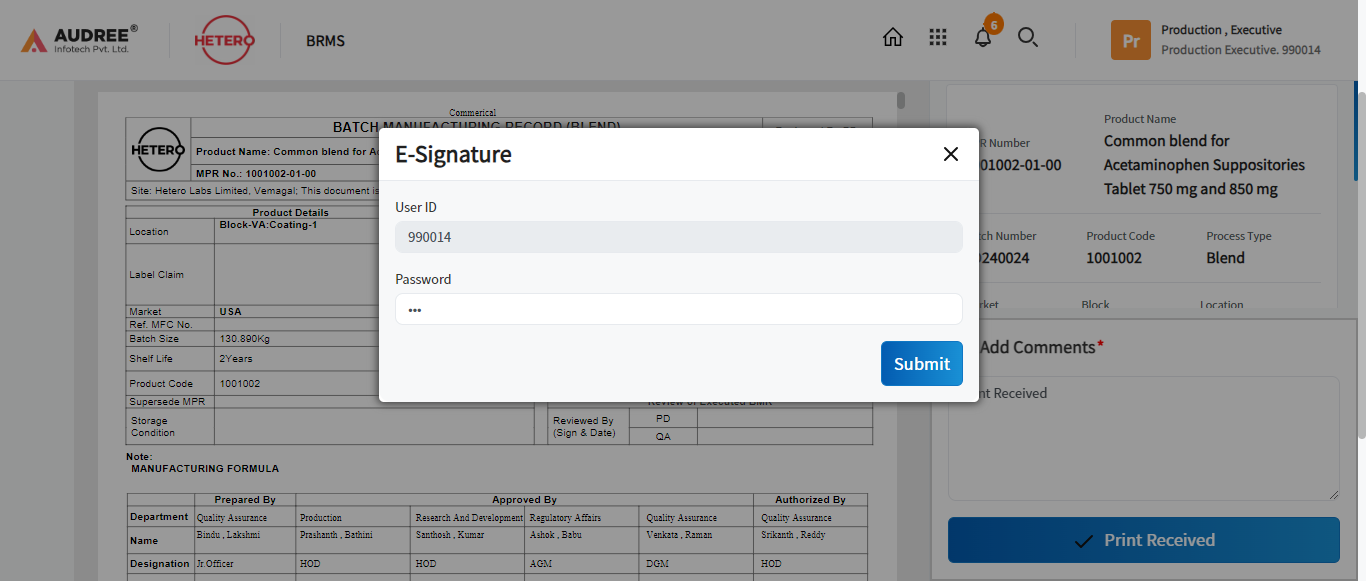 AUDREE®
Infotech Pvt. Ltd.
HETERO
BRMS
6
Pr
Production , Executive
Production Executive. 990014
Commerical
BATCH MANUFACTURING RECORD (BLEND)
HETERO
Product Name: Common blend for
MPR No.: 1001002-01-00
Site: Hetero Labs Limited, Vemagal; This document is
Product Details
Location
Block-VA:Coating-1
Label Claim
Market
USA
Ref. MFC No.
Batch Size
130.890Kg
Shelf Life
2Years
Product Code
1001002
Supersede MPR
Storage
Condition
Review of Executed BMR
Reviewed By
(Sign & Date)
PD
QA
Note:
MANUFACTURING FORMULA
Prepared By
Approved By
Authorized By
Department
Quality Assurance
Production
Research And Development
Regulatory Affairs
Quality Assurance
Quality Assurance
Name
Bindu , Lakshmi
Prashanth , Bathini
Santhosh , Kumar
Ashok , Babu
Venkata , Raman
Srikanth , Reddy
Designation
Jr.Officer
HOD
HOD
AGM
DGM
HOD
E-Signature
User ID
990014
Password
•••
Submit
R Number
01002-01-00
Product Name
Common blend for
Acetaminophen Suppositories
Tablet 750 mg and 850 mg
ch Number
240024
Product Code
1001002
Process Type
Blend
rket
Block
Location
Add Comments*
nt Received
Print Received